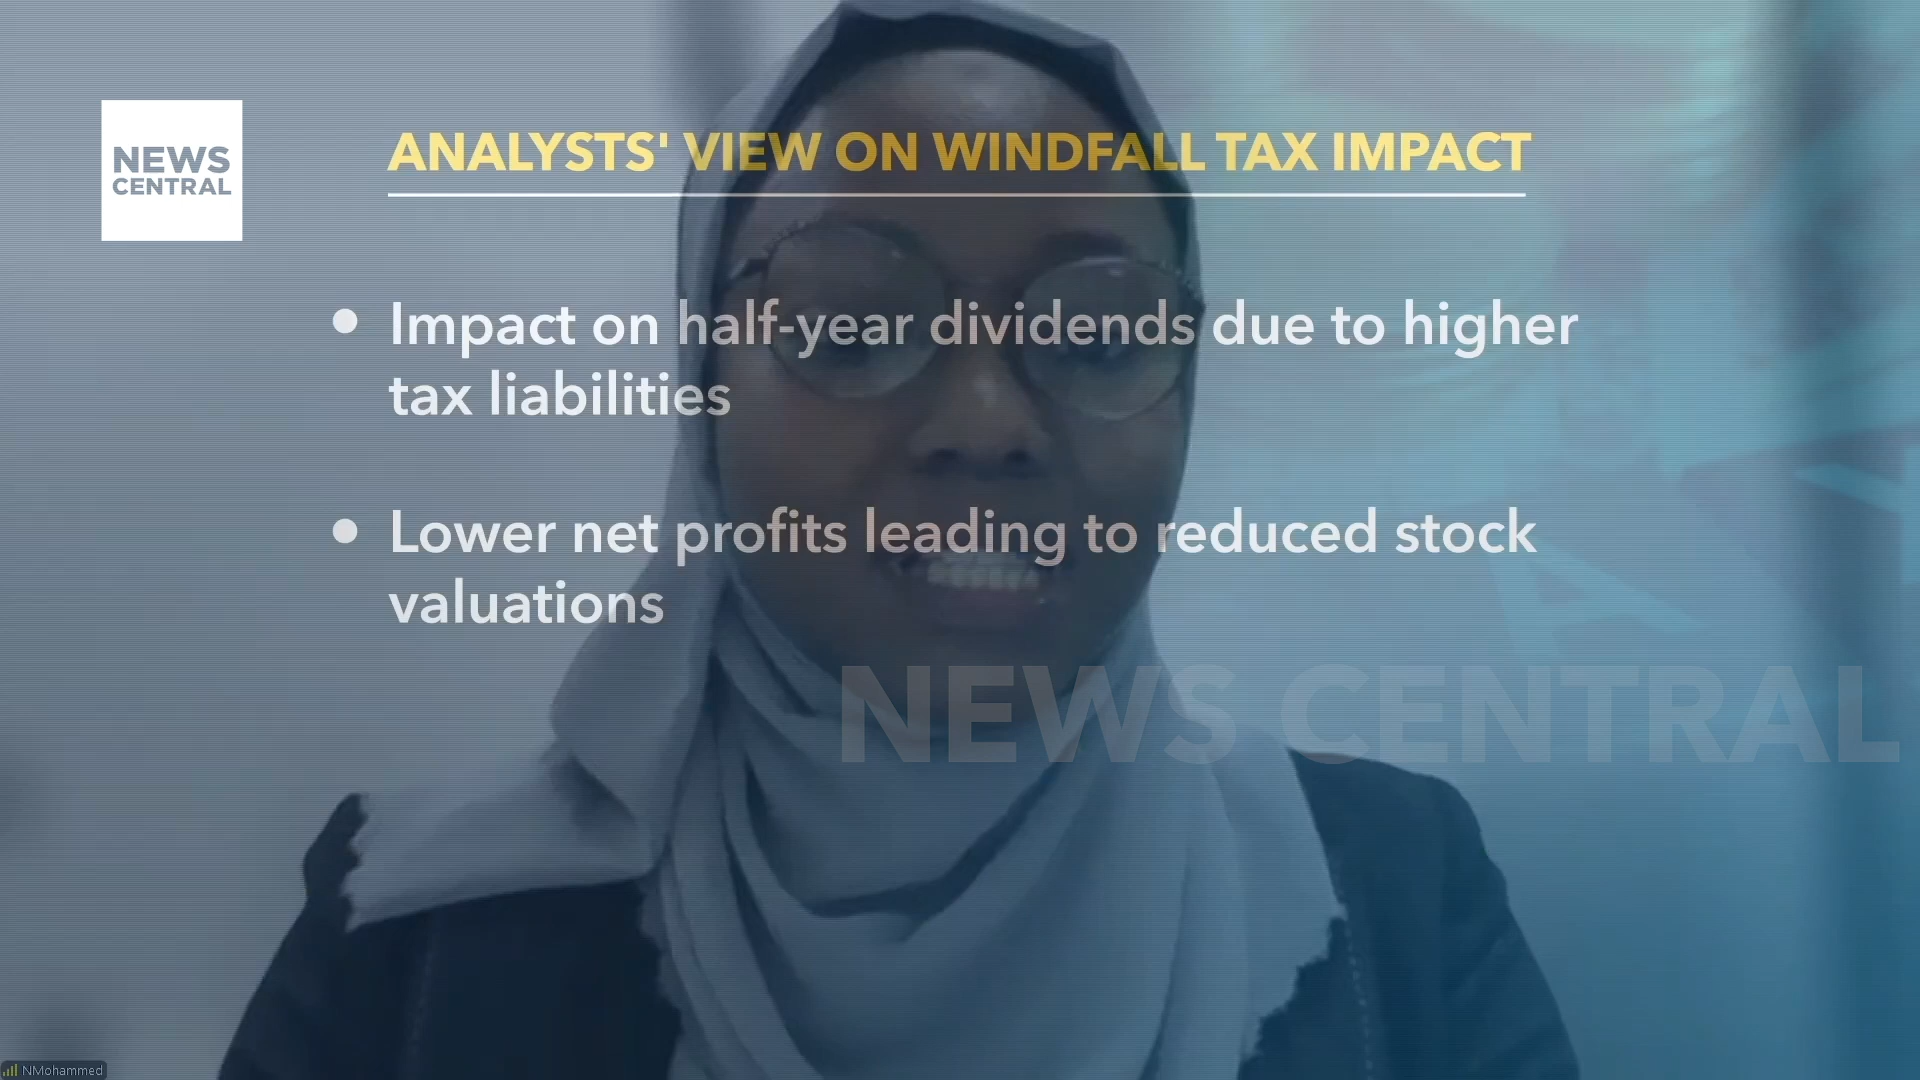 NEWS
CENTRAL
ANALYSTS' VIEW ON WINDFALL TAX IMPACT
• Impact on half-year dividends due to higher
tax liabilities
• Lower net profits leading to reduced stock
valuations
NEWS CENTRAL
NMohammed